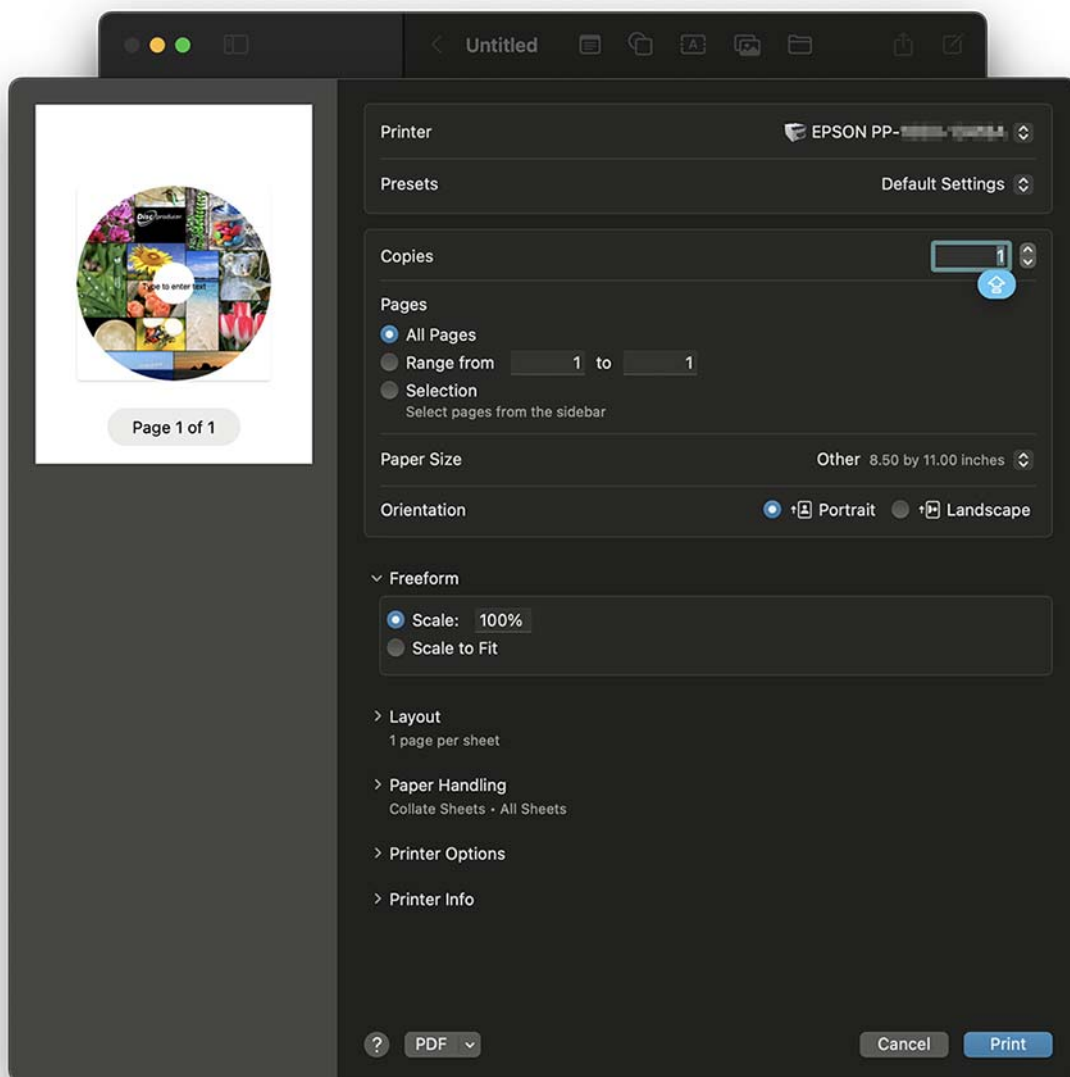 Untitled
Printer
EPSON PP-
Presets
Default Settings
Copies
1
Pages
All Pages
Range from 1 to 1
Selection
Select pages from the sidebar
Paper Size
Other 8.50 by 11.00 inches
Orientation
Portrait Landscape
Freeform
Scale: 100%
Scale to Fit
Layout
1 page per sheet
Paper Handling
Collate Sheets • All Sheets
Printer Options
Printer Info
? PDF
Cancel Print
Disc producer
Type to enter text
Page 1 of 1